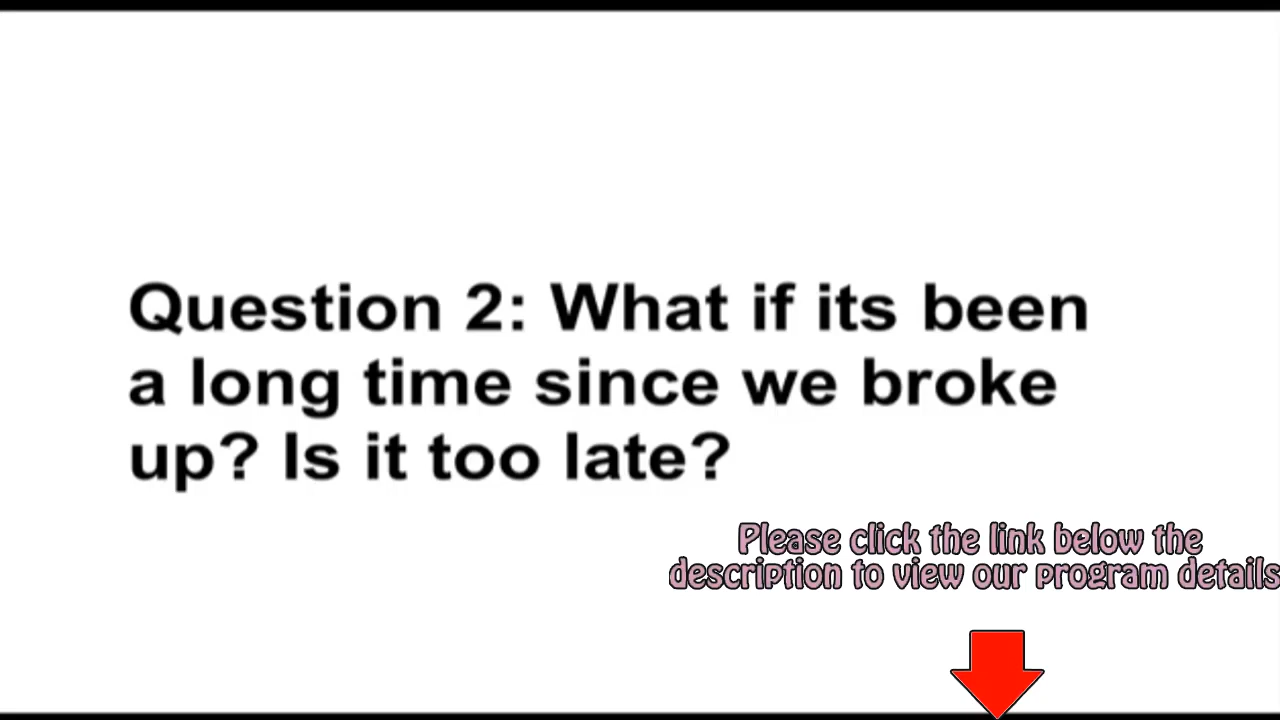 Question 2: What if its been
a long time since we broke
up? Is it too late?
Please click the link below the
description to view our program details